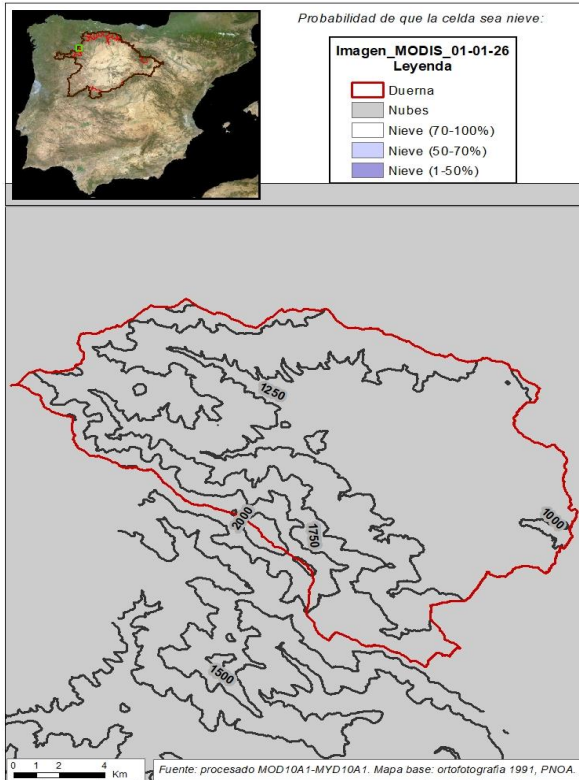 Probabilidad de que la celda sea nieve:
Imagen_MODIS_01-01-26
Leyenda
Duerna
Nubes
Nieve (70-100%)
Nieve (50-70%)
Nieve (1-50%)
1250
1000
2000
1750
1500
0 1 2 4
Km
Fuente: procesado MOD10A1-MYD10A1. Mapa base: ortofotografia 1991, PNOA